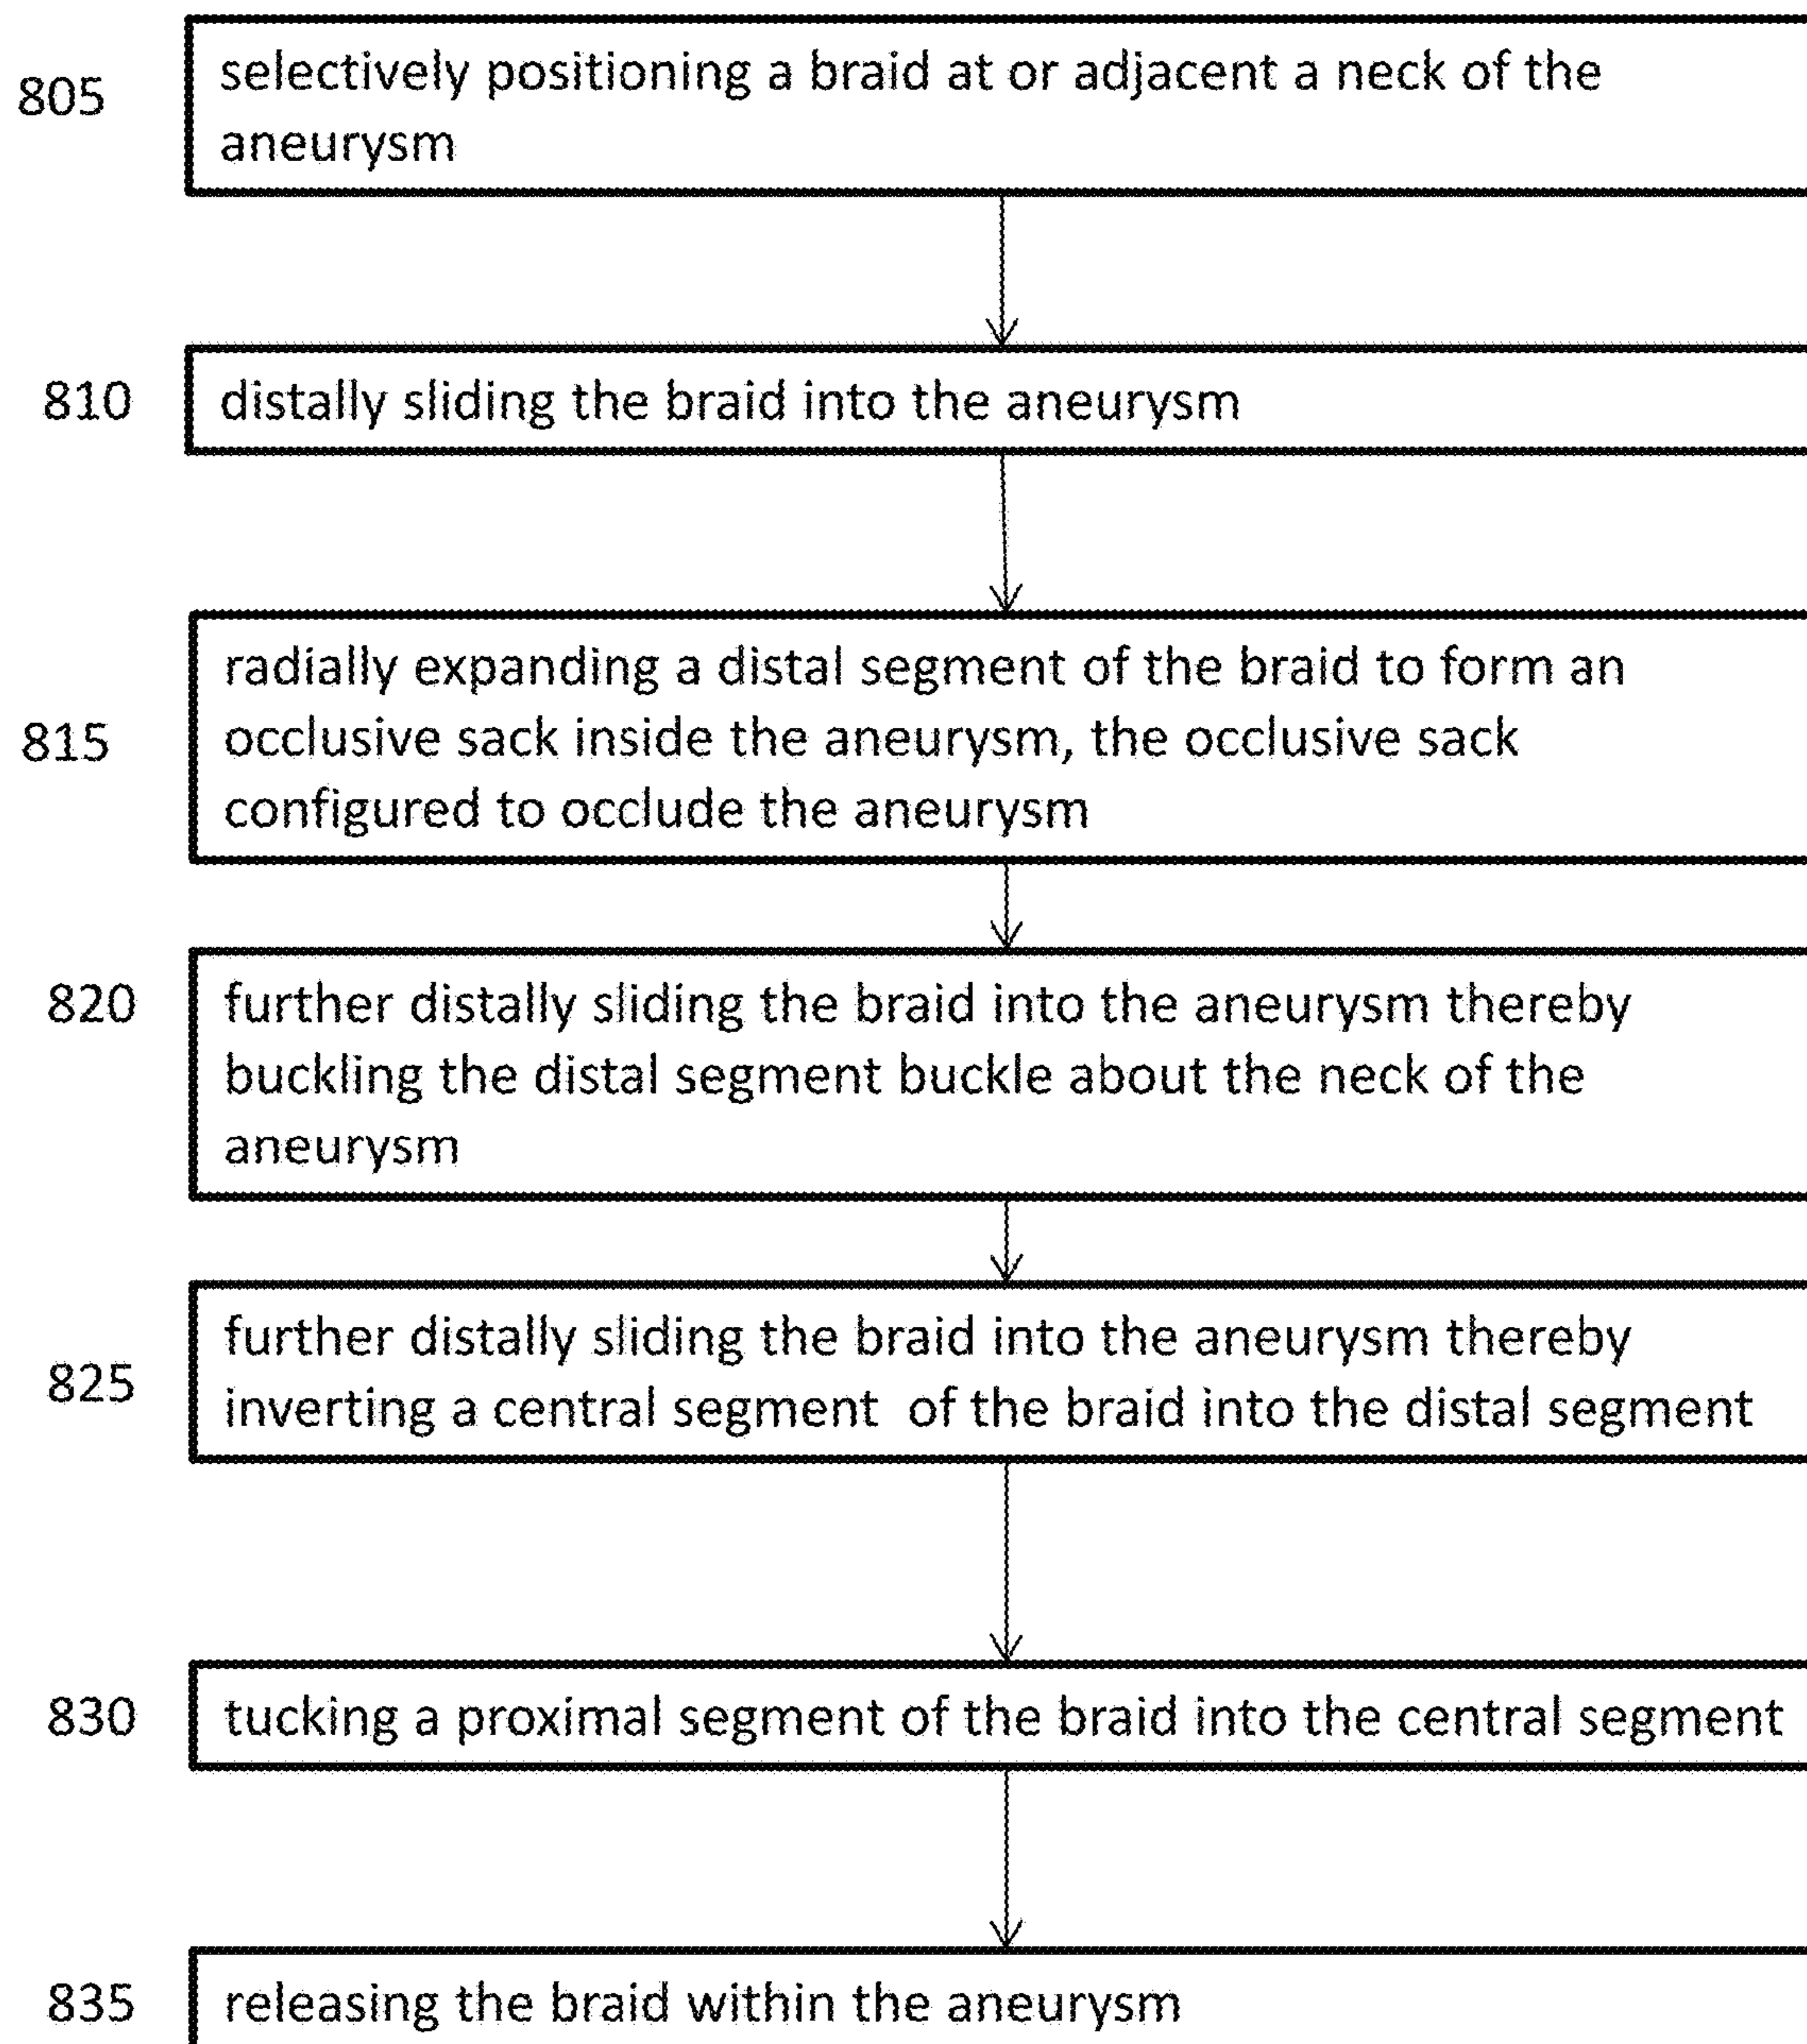 805
selectively positioning a braid at or adjacent a neck of the
aneurysm
810
distally sliding the braid into the aneurysm
815
radially expanding a distal segment of the braid to form an
occlusive sack inside the aneurysm, the occlusive sack
configured to occlude the aneurysm
820
further distally sliding the braid into the aneurysm thereby
buckling the distal segment buckle about the neck of the
aneurysm
825
further distally sliding the braid into the aneurysm thereby
inverting a central segment of the braid into the distal segment
830
tucking a proximal segment of the braid into the central segment
835
releasing the braid within the aneurysm